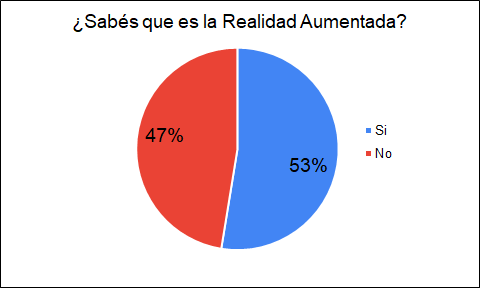 ¿Sabés que es la Realidad Aumentada?
47%
53%
Si
No